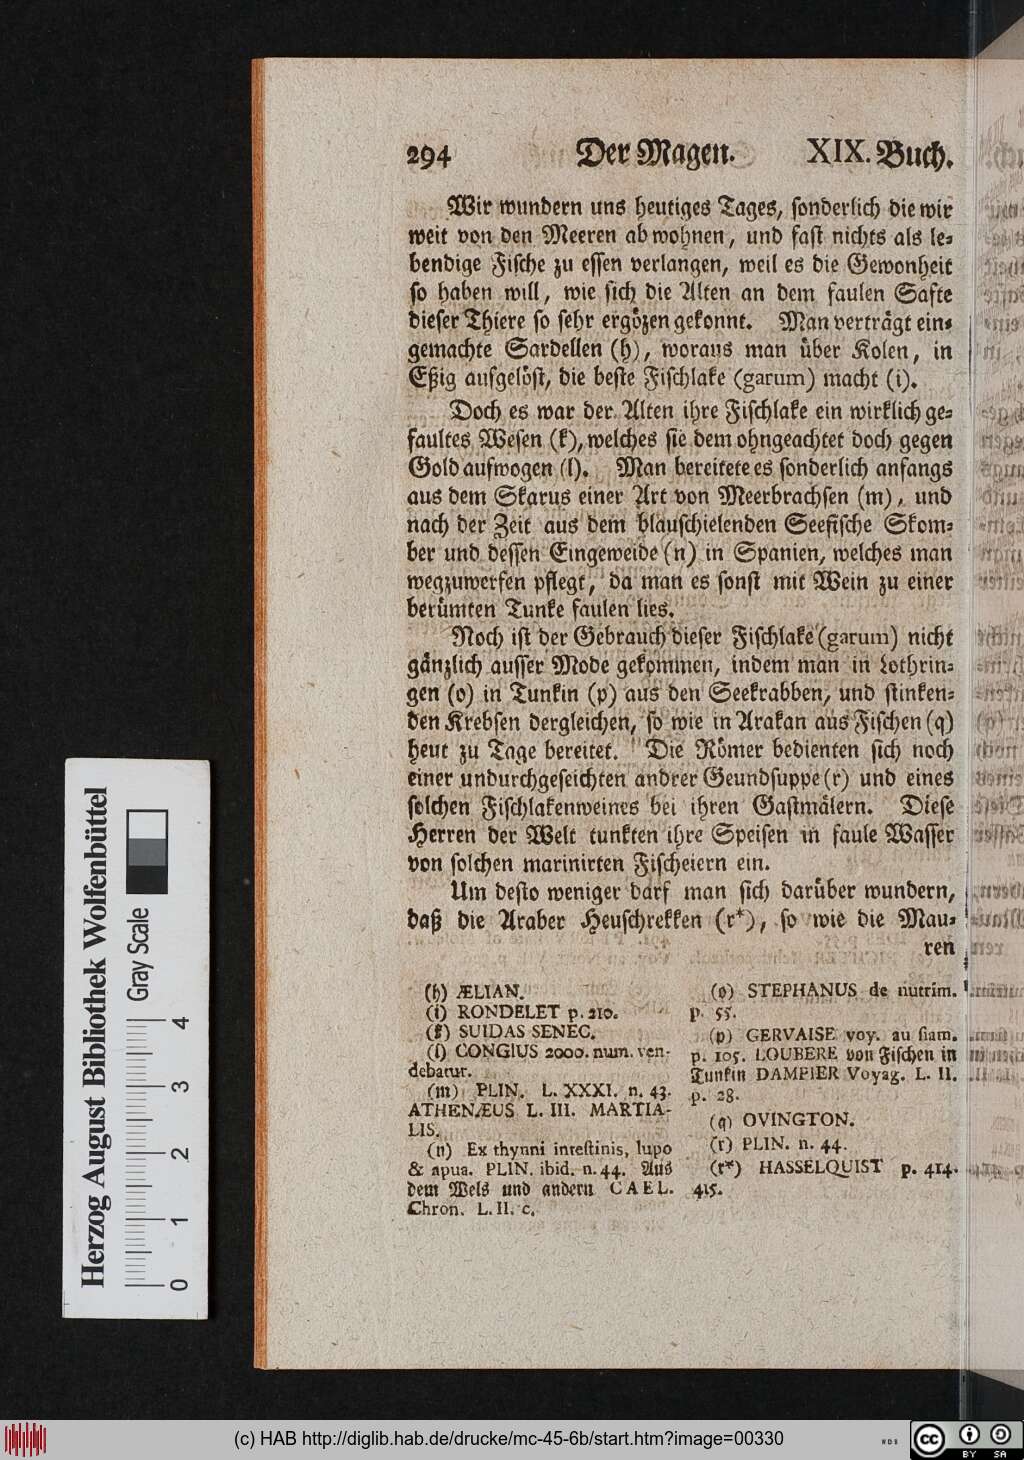 294 Der Magen. XIX. Buch.
Wir wundern uns heutiges Tages, sonderlich die wir
weit von den Meeren ab wohnen, und fast nichts als le-
bendige Fische zu essen verlangen, weil es die Gewonheit
so haben will, wie sich die Alten an dem faulen Safte
dieser Thiere so sehr ergözen gekonnt. Man verträgt ein-
gemachte Sardellen (h), woraus man über Kolen, in
Eßig aufgelöst, die beste Fischlake (garum) macht (i).
Doch es war der Alten ihre Fischlake ein wirklich ge-
faultes Wesen (k), welches sie dem ohngeachtet doch gegen
Gold aufwogen (l). Man bereitete es sonderlich anfangs
aus dem Skarus einer Art von Meerbrachsen (m), und
nach der Zeit aus dem blauschielenden Seefische Skom-
ber und dessen Eingeweide (n) in Spanien, welches man
wegzuwerfen pflegt, da man es sonst mit Wein zu einer
berümten Tunke faulen lies.
Noch ist der Gebrauch dieser Fischlake (garum) nicht
gänzlich ausser Mode gekommen, indem man in Lothrin-
gen (o) in Tunkin (p) aus den Seekrabben, und stinken-
den Krebsen dergleichen, so wie in Arakan aus Fischen (q)
heut zu Tage bereitet. Die Römer bedienten sich noch
einer undurchgeseichten andrer Geundsuppe (r) und eines
solchen Fischlakenweines bei ihren Gastmälern. Diese
Herren der Welt tunkten ihre Speisen in faule Wasser
von solchen marinirten Fischeiern ein.
Um desto weniger darf man sich darüber wundern,
daß die Araber Heuschrekken (r*), so wie die Mau-
ren
(h) ÆLIAN.
(i) RONDELET p. 210.
(k) SUIDAS SENEC.
(l) CONGIUS 2000. num. ven-
debatur.
(m) PLIN. L. XXXI. n. 43.
ATHENÆUS L. III. MARTIA-
LIS.
(n) Ex thynni intestinis, lupo
& apua. PLIN. ibid. n. 44. Aus
dem Wels und andern CAEL.
Chron. L. II. c.
(o) STEPHANUS de nutrim.
p. 55.
(p) GERVAISE voy. au siam.
p. 105. LOUBERE von Fischen in
Tunkin DAMPIER Voyag. L. II.
p. 28.
(q) OVINGTON.
(r) PLIN. n. 44.
(r*) HASSELQUIST p. 414.
415.
Herzog August Bibliothek Wolfenbüttel
Gray Scale
0 1 2 3 4
(c) HAB http://diglib.hab.de/drucke/mc-45-6b/start.htm?image=00330
cc BY SA